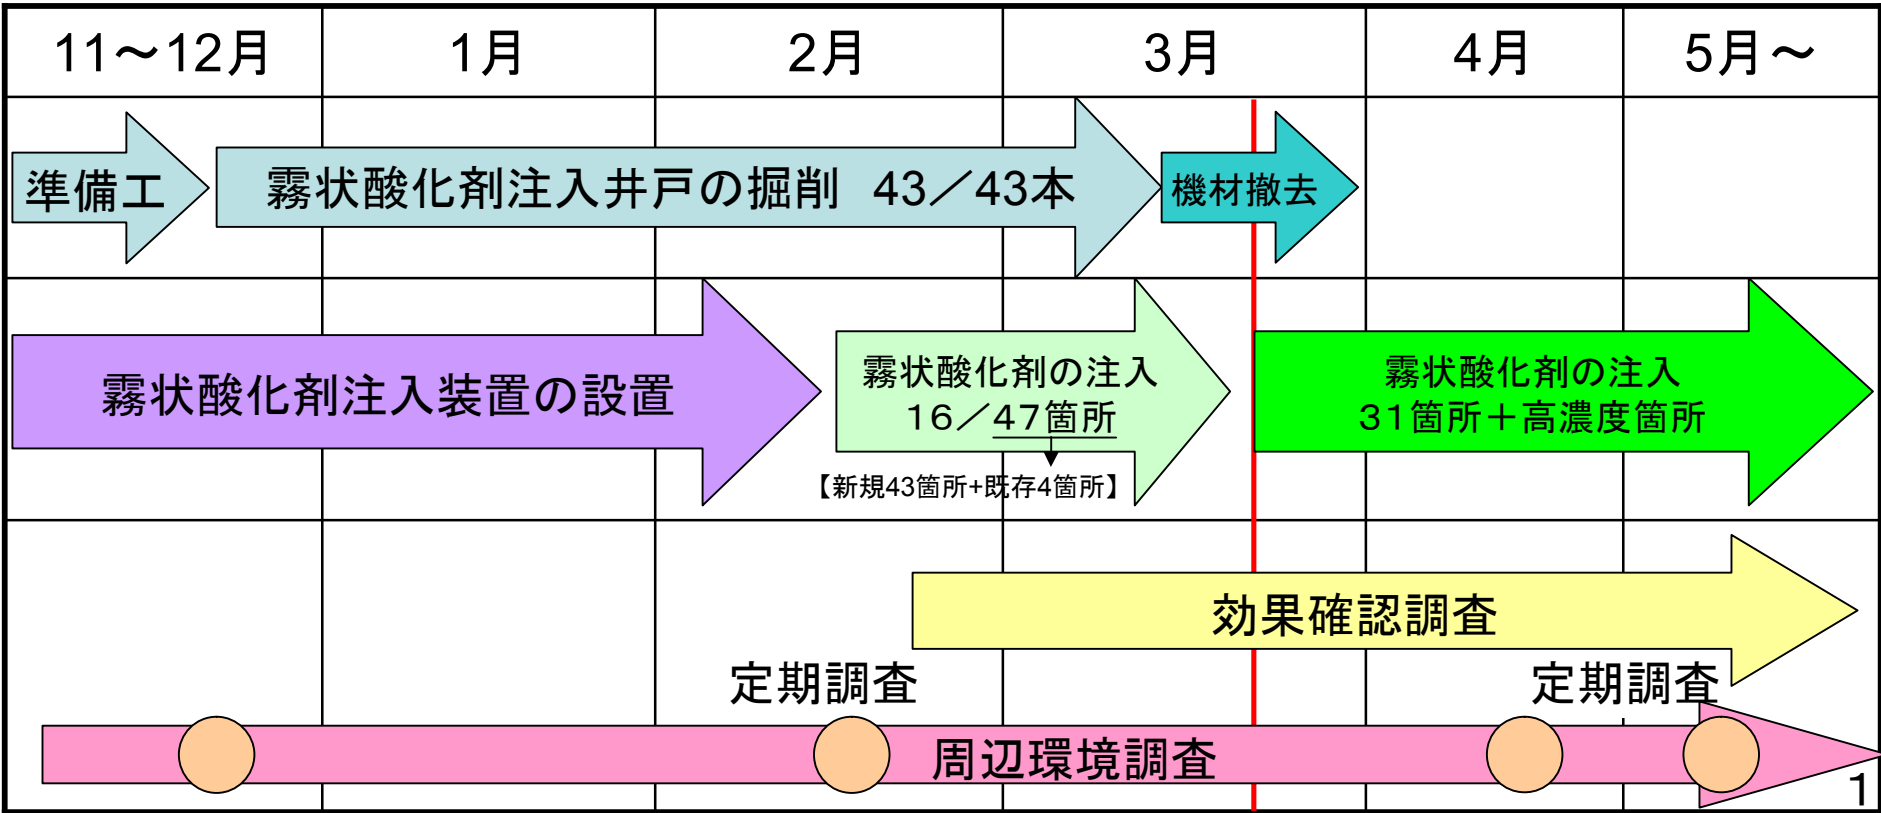 11～12月
1月
2月
3月
4月
5月～
準備工
霧状酸化剤注入井戸の掘削　43／43本
機材撤去
霧状酸化剤注入装置の設置
霧状酸化剤の注入
16／47箇所
【新規43箇所+既存4箇所】
霧状酸化剤の注入
31箇所＋高濃度箇所
効果確認調査
定期調査
定期調査
周辺環境調査
1